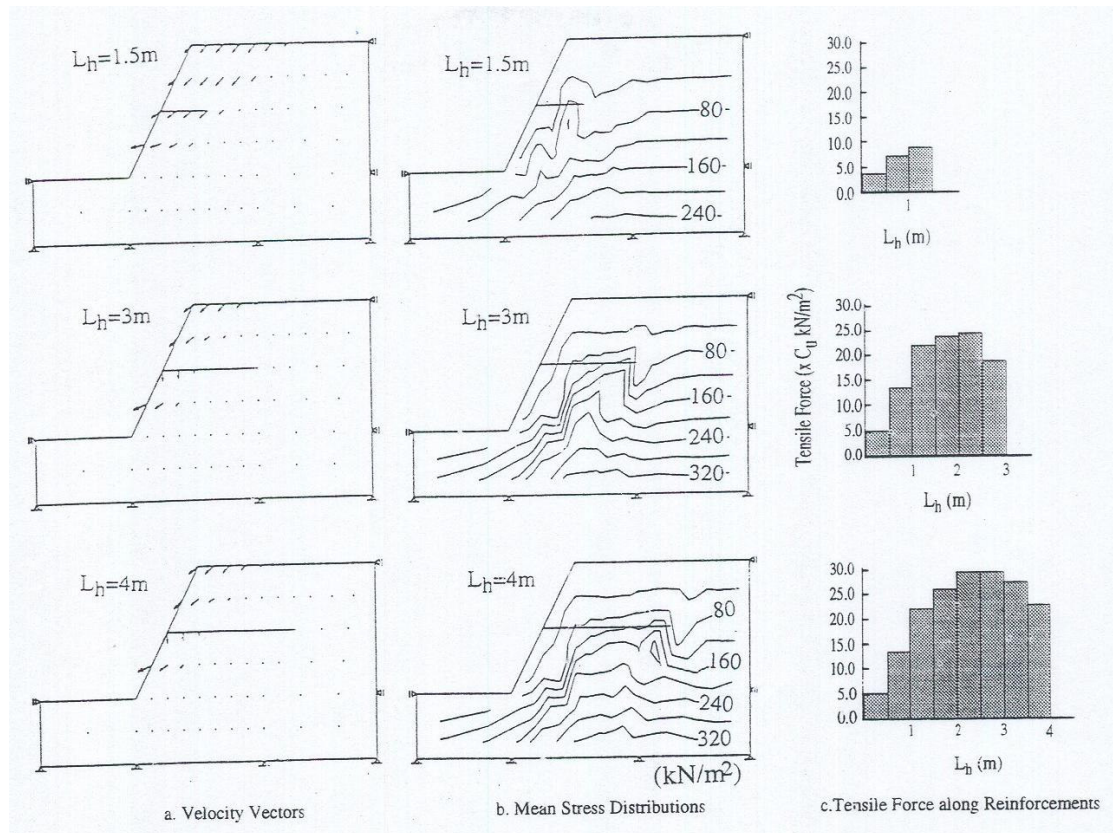 L_h=1.5m
L_h=1.5m
80-
160-
240-
30.0
25.0
20.0
15.0
10.0
5.0
0.0
1
L_h (m)
L_h=3m
L_h=3m
80-
160-
240-
320-
Tensile Force (x C_u kN/m²)
30.0
25.0
20.0
15.0
10.0
5.0
0.0
1 2 3
L_h (m)
L_h=4m
L_h=4m
80
160
240
320
(kN/m²)
30.0
25.0
20.0
15.0
10.0
5.0
0.0
1 2 3 4
L_h (m)
a. Velocity Vectors
b. Mean Stress Distributions
c.Tensile Force along Reinforcements